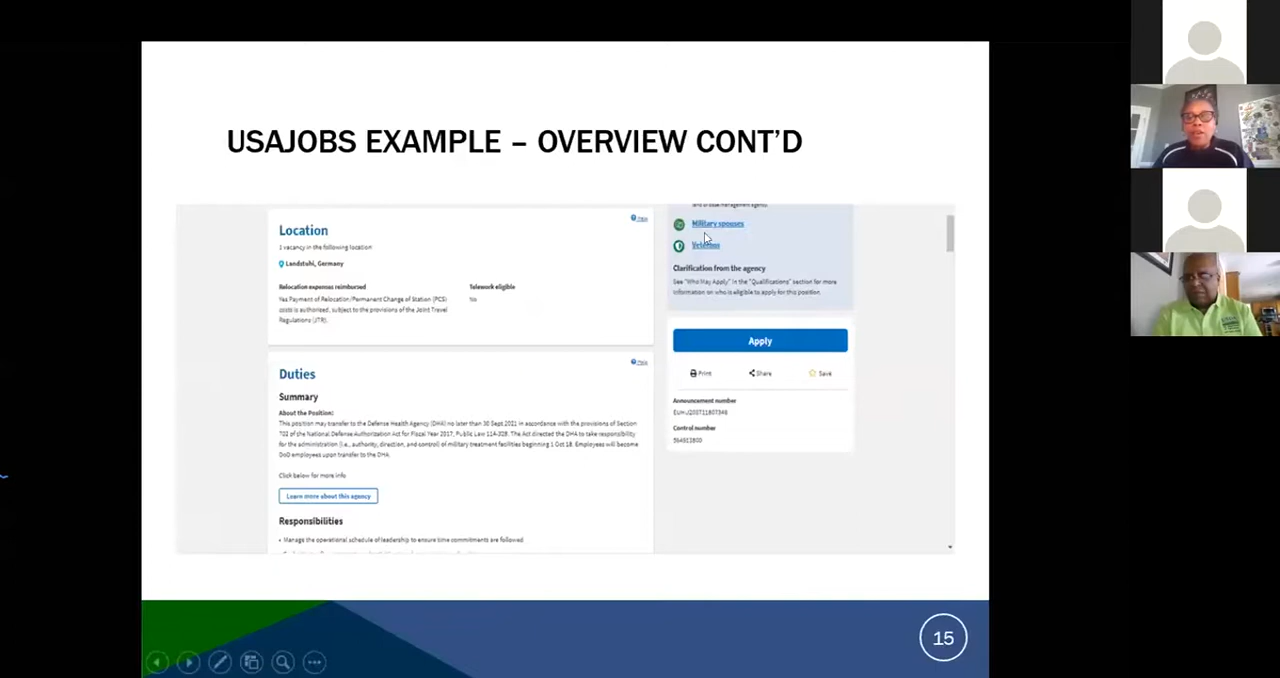 USAJOBS EXAMPLE – OVERVIEW CONT'D
Location
Help
1 vacancy in the following location
Landstuhl, Germany
Relocation expenses reimbursed
Telework eligible
Yes Payment of Relocation/Permanent Change of Station (PCS)
No
costs is authorized, subject to the provisions of the Joint Travel
Regulations (JTR).
Duties
Help
Summary
About the Position:
This position may transfer to the Defense Health Agency (DHA) no later than 30 Sept 2021 in accordance with the provisions of Section
702 of the National Defense Authorization Act for Fiscal Year 2017, Public Law 114-328. The Act directed the DHA to take responsibility
for the administration (i.e., authority, direction, and control) of military treatment facilities beginning 1 Oct 18. Employees will become
DoD employees upon transfer to the DHA.
Click below for more info
Learn more about this agency
Responsibilities
• Manage the operational schedule of leadership to ensure time commitments are followed
management agency.
Military spouses
Veterans
Clarification from the agency
See "Who May Apply" in the "Qualifications" section for more
information on who is eligible to apply for this position.
Apply
Print
Share
Save
Announcement number
Control number
15